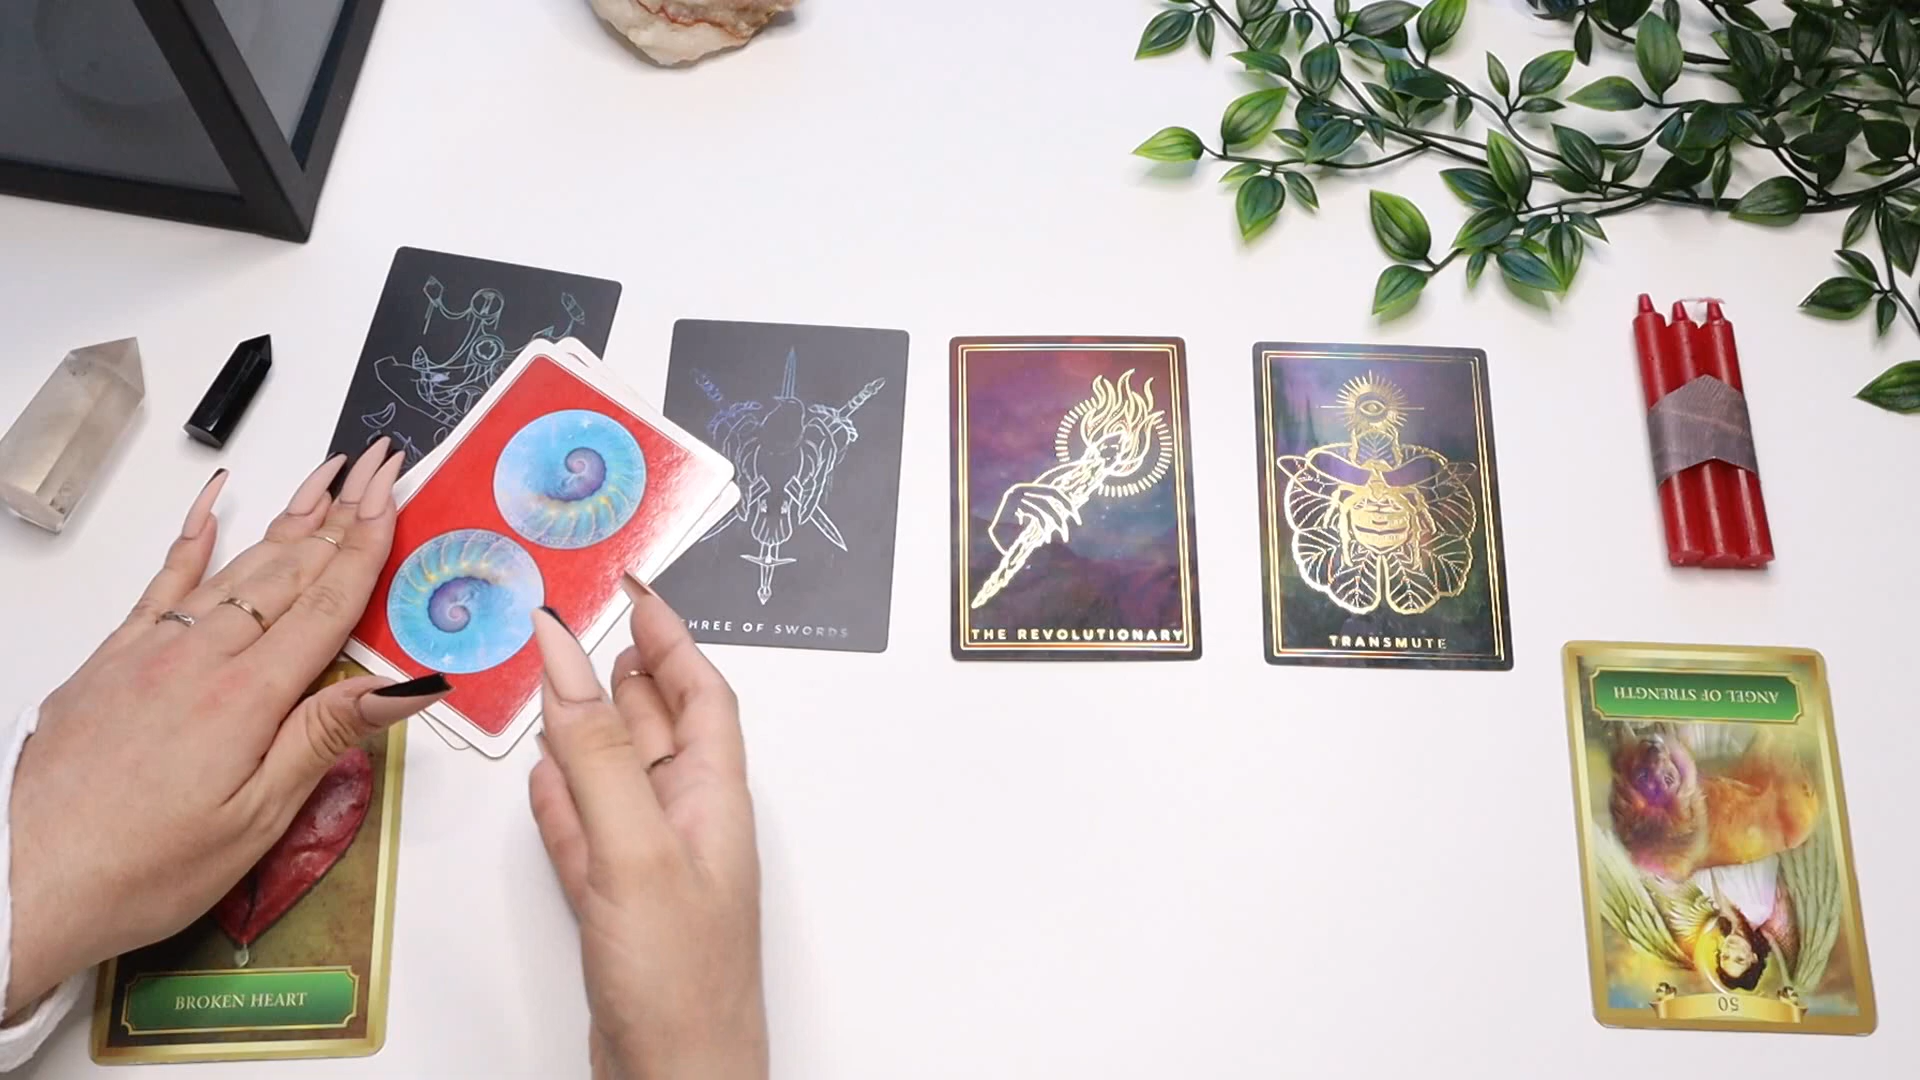 THREE OF SWORDS
THE REVOLUTIONARY
TRANSMUTE
ANGEL OF STRENGTH
50
BROKEN HEART